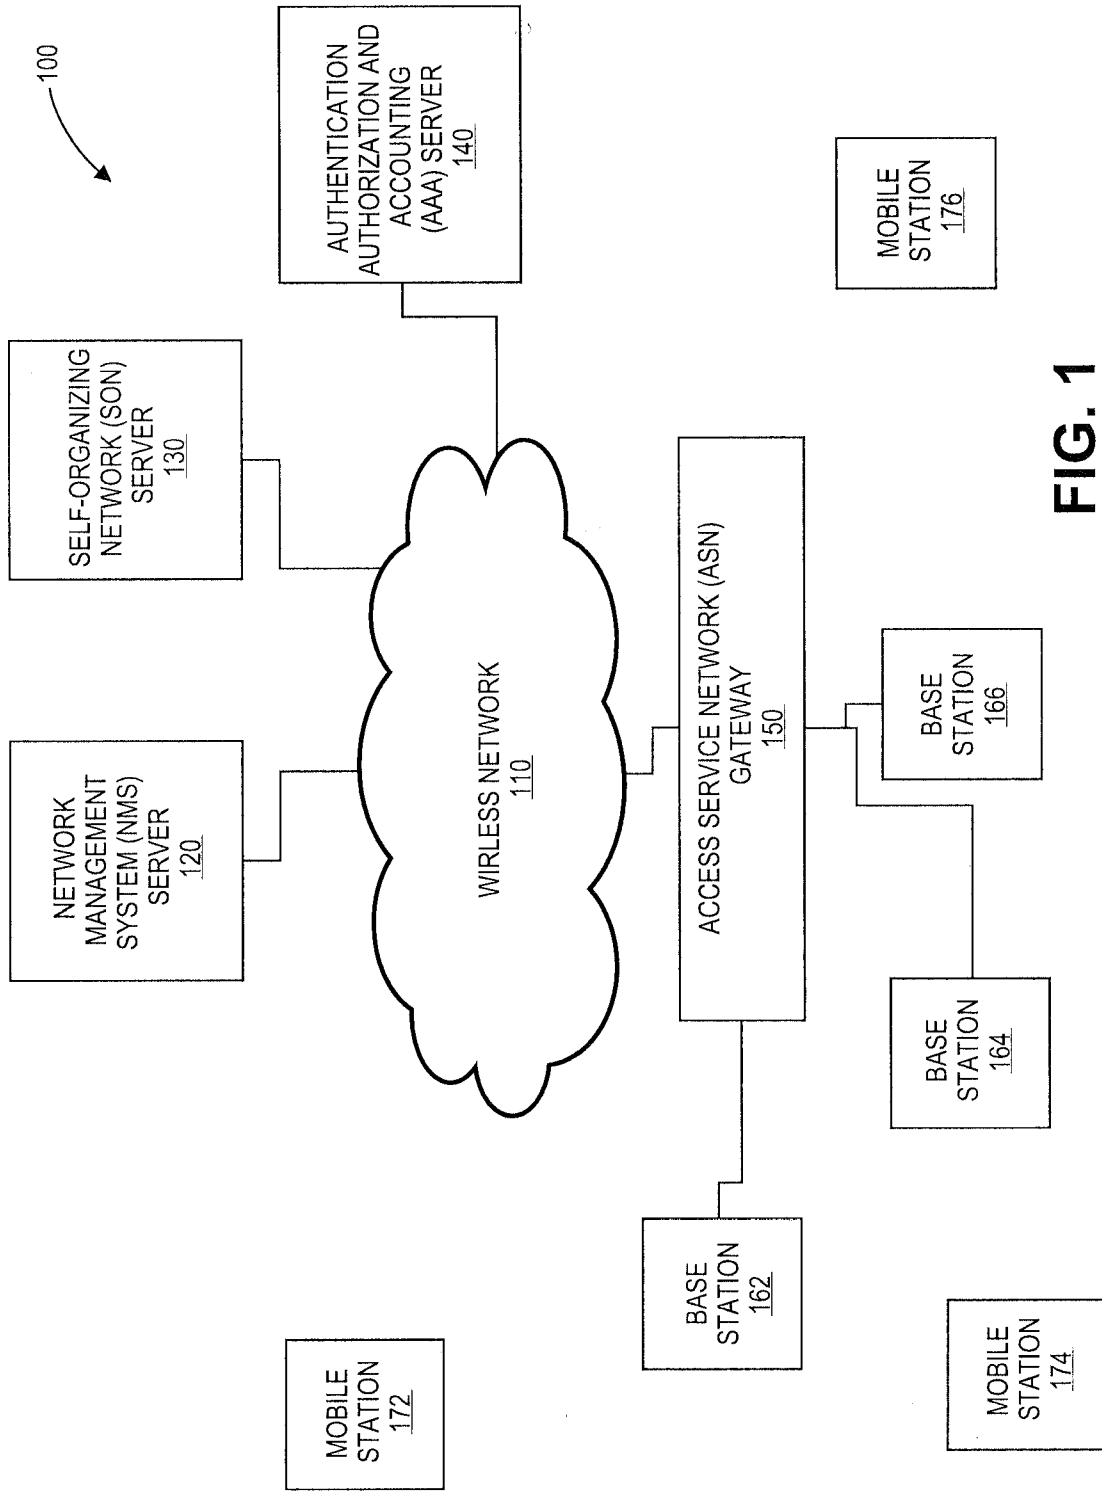 100
NETWORK
MANAGEMENT
SYSTEM (NMS)
SERVER
120
SELF-ORGANIZING
NETWORK (SON)
SERVER
130
AUTHENTICATION
AUTHORIZATION AND
ACCOUNTING
(AAA) SERVER
140
MOBILE
STATION
172
WIRLESS NETWORK
110
ACCESS SERVICE NETWORK (ASN)
GATEWAY
150
BASE
STATION
162
BASE
STATION
164
BASE
STATION
166
MOBILE
STATION
176
MOBILE
STATION
174
FIG. 1